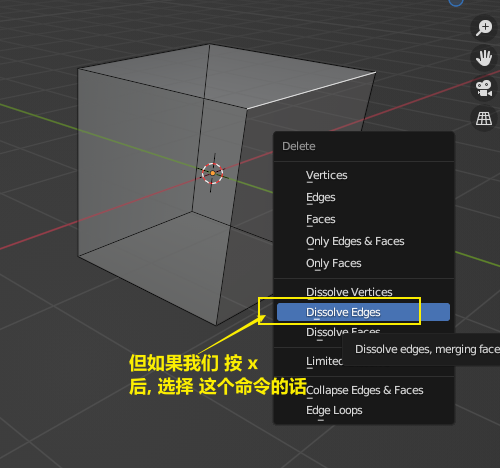 Delete
Vertices
Edges
Faces
Only Edges & Faces
Only Faces
Dissolve Vertices
Dissolve Edges
Dissolve Faces
Dissolve edges, merging face
Limited
Collapse Edges & Faces
Edge Loops
但如果我们 按 x
后, 选择 这个命令的话